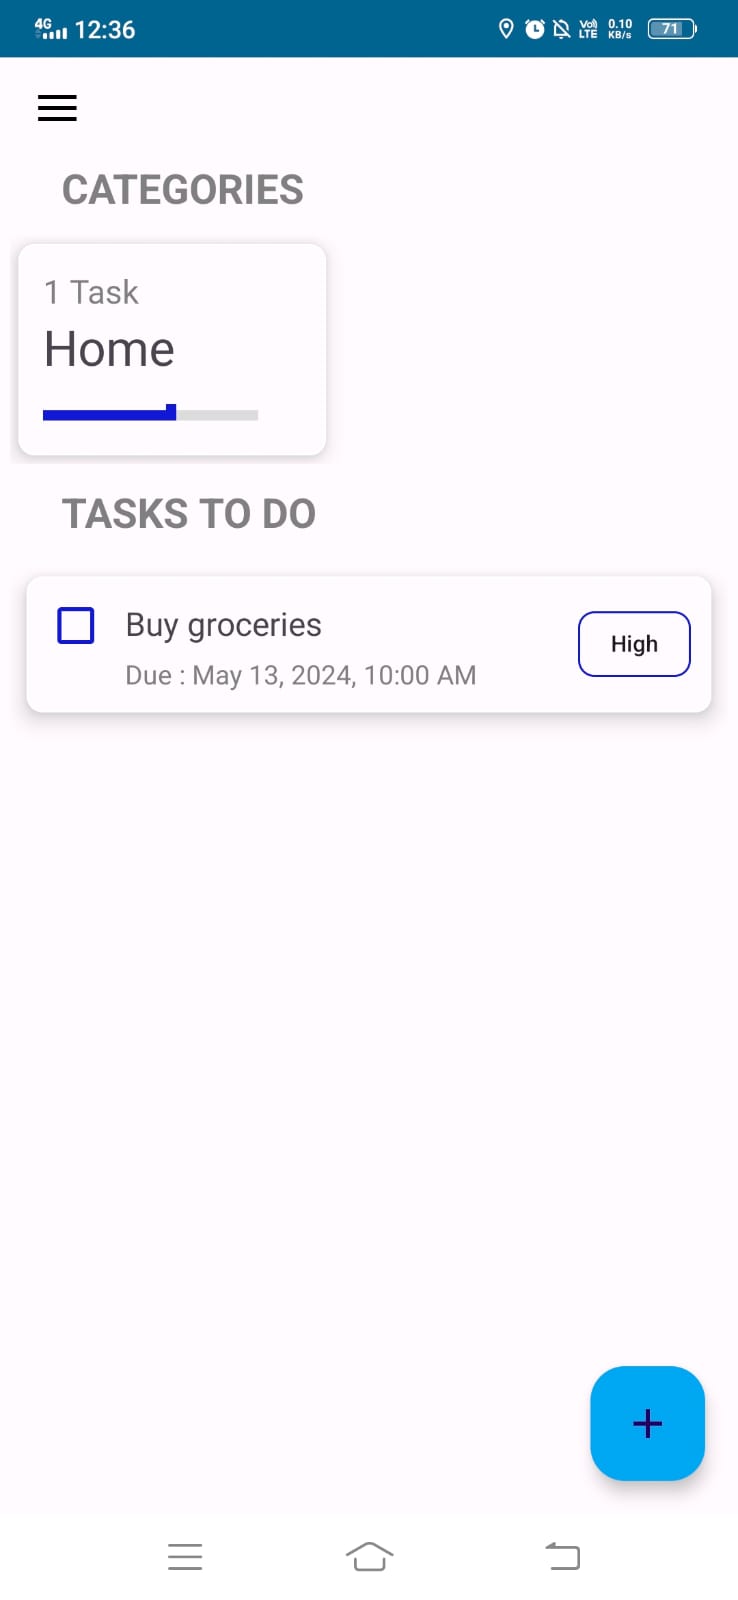 4G 12:36 Vo) LTE 0.10 KB/s 71
CATEGORIES
1 Task
Home
TASKS TO DO
Buy groceries
Due : May 13, 2024, 10:00 AM
High
+